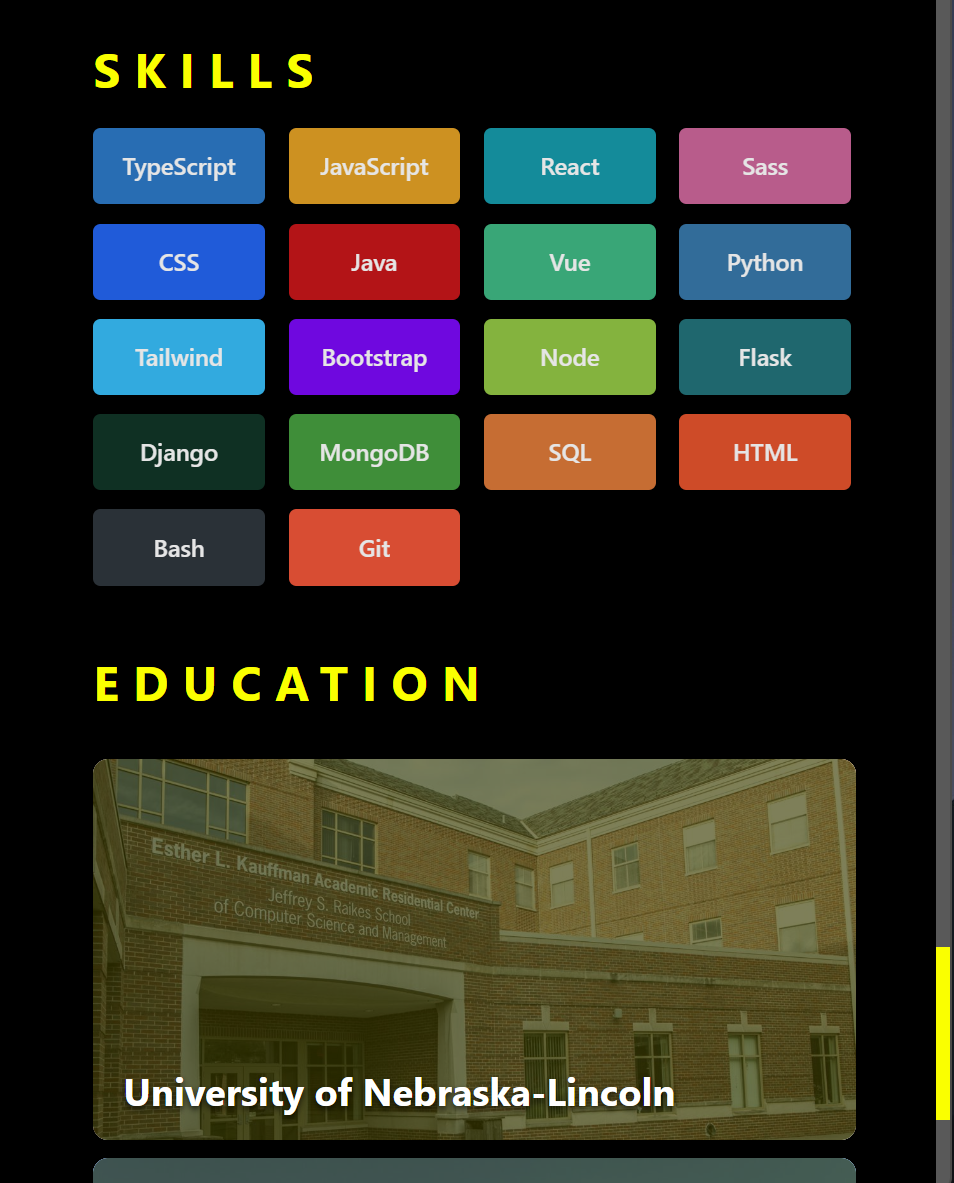 SKILLS
TypeScript
JavaScript
React
Sass
CSS
Java
Vue
Python
Tailwind
Bootstrap
Node
Flask
Django
MongoDB
SQL
HTML
Bash
Git
EDUCATION
Esther L. Kauffman Academic Residential Center
Jeffrey S. Raikes School
of Computer Science and Management
University of Nebraska-Lincoln